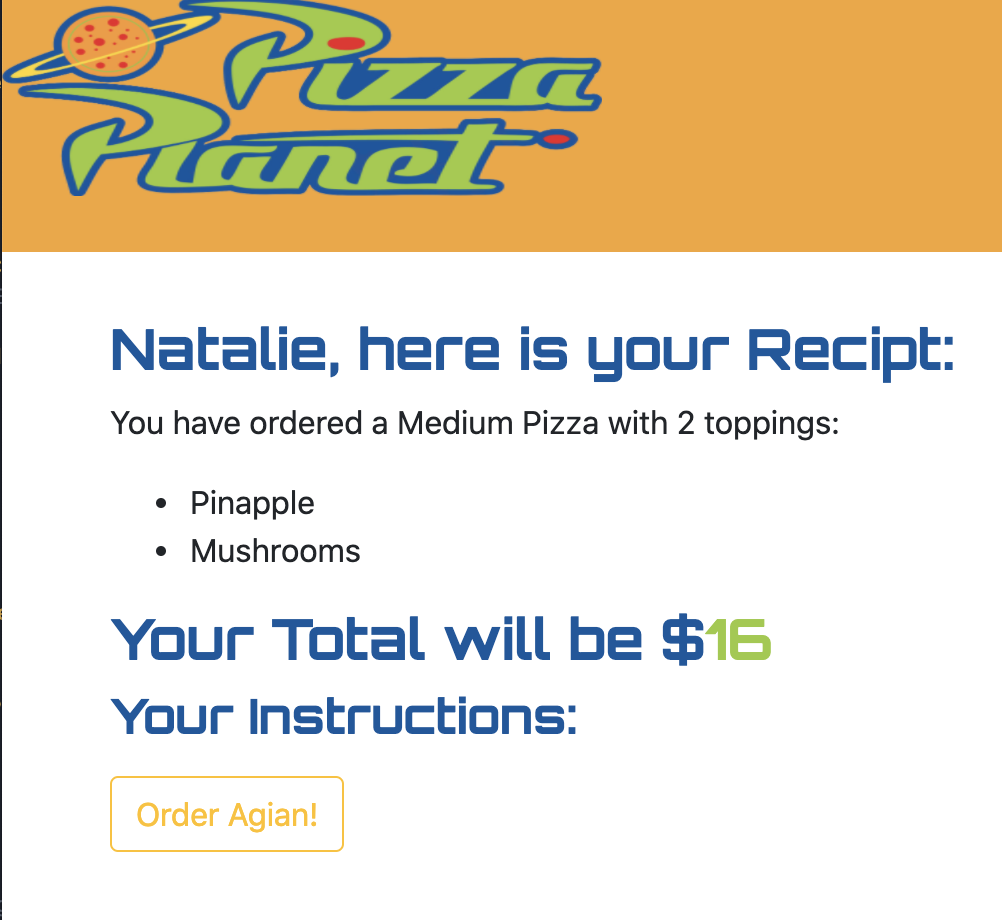 Pizza
Planet
Natalie, here is your Recipt:
You have ordered a Medium Pizza with 2 toppings:
• Pinapple
• Mushrooms
Your Total will be $16
Your Instructions:
Order Agian!